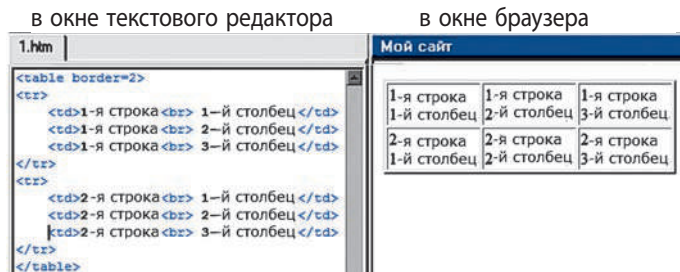 в окне текстового редактора
в окне браузера
1.htm
Мой сайт
<table border=2>
<tr>
<td>1-я строка<br> 1—й столбец</td>
<td>1-я строка<br> 2—й столбец</td>
<td>1-я строка<br> 3—й столбец</td>
</tr>
<tr>
<td>2-я строка<br> 1—й столбец</td>
<td>2-я строка<br> 2—й столбец</td>
<td>2-я строка<br> 3—й столбец</td>
</tr>
</table>
1-я строка 1-я строка 1-я строка
1-й столбец 2-й столбец 3-й столбец
2-я строка 2-я строка 2-я строка
1-й столбец 2-й столбец 3-й столбец